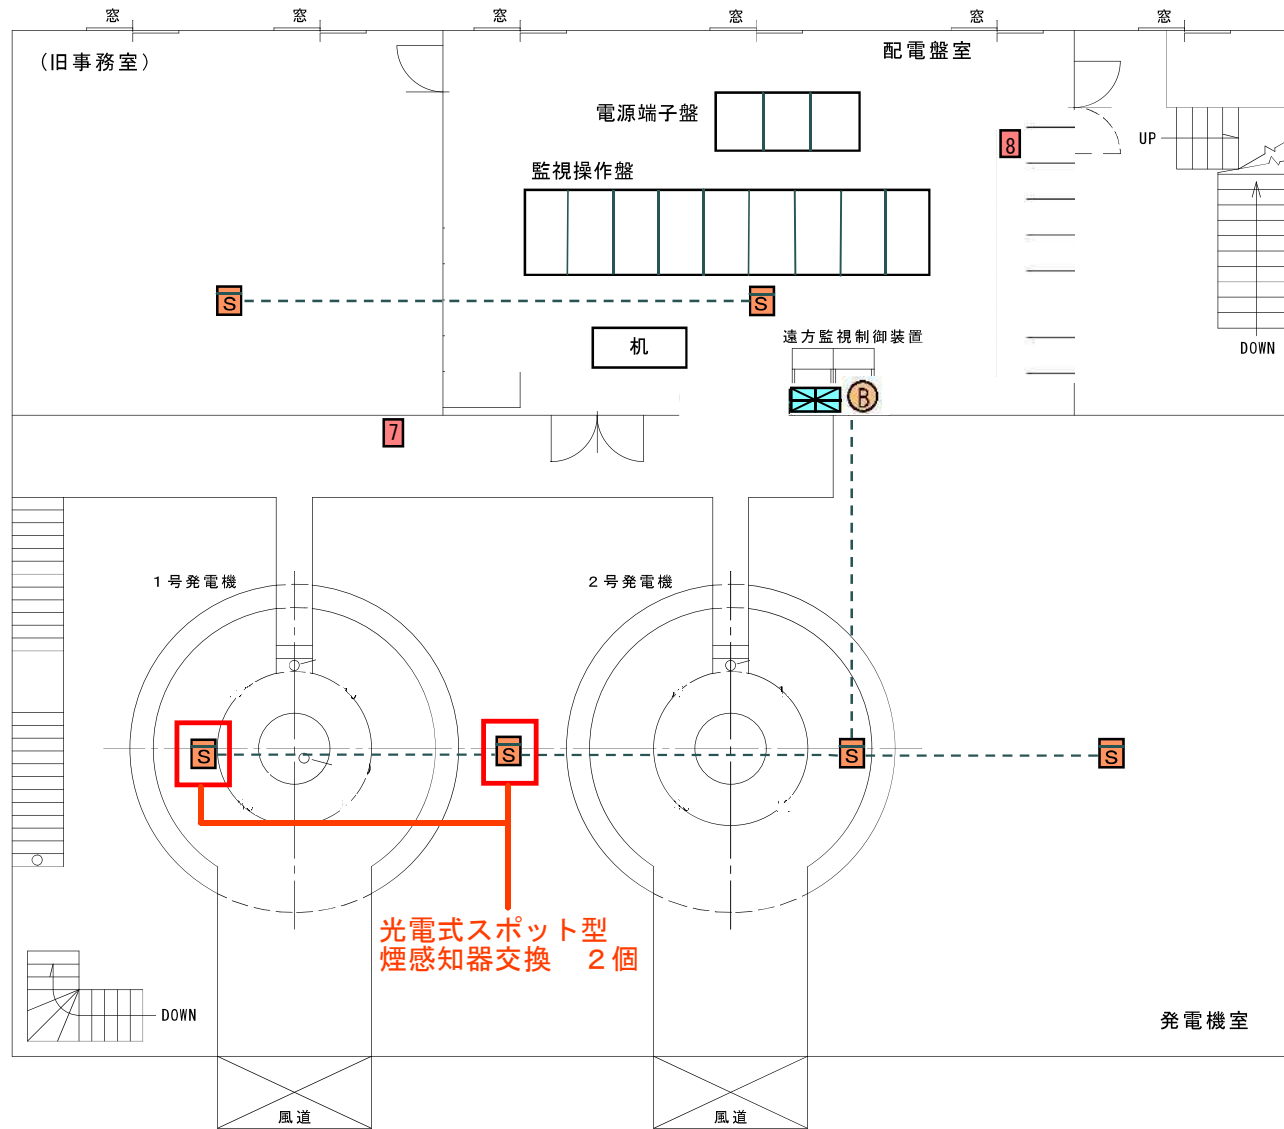 窓
窓
窓
窓
窓
窓
(旧事務室)
配電盤室
電源端子盤
8
UP
監視操作盤
S
S
机
遠方監視制御装置
DOWN
B
7
1号発電機
2号発電機
S
S
S
S
光電式スポット型
煙感知器交換　2個
DOWN
発電機室
風道
風道